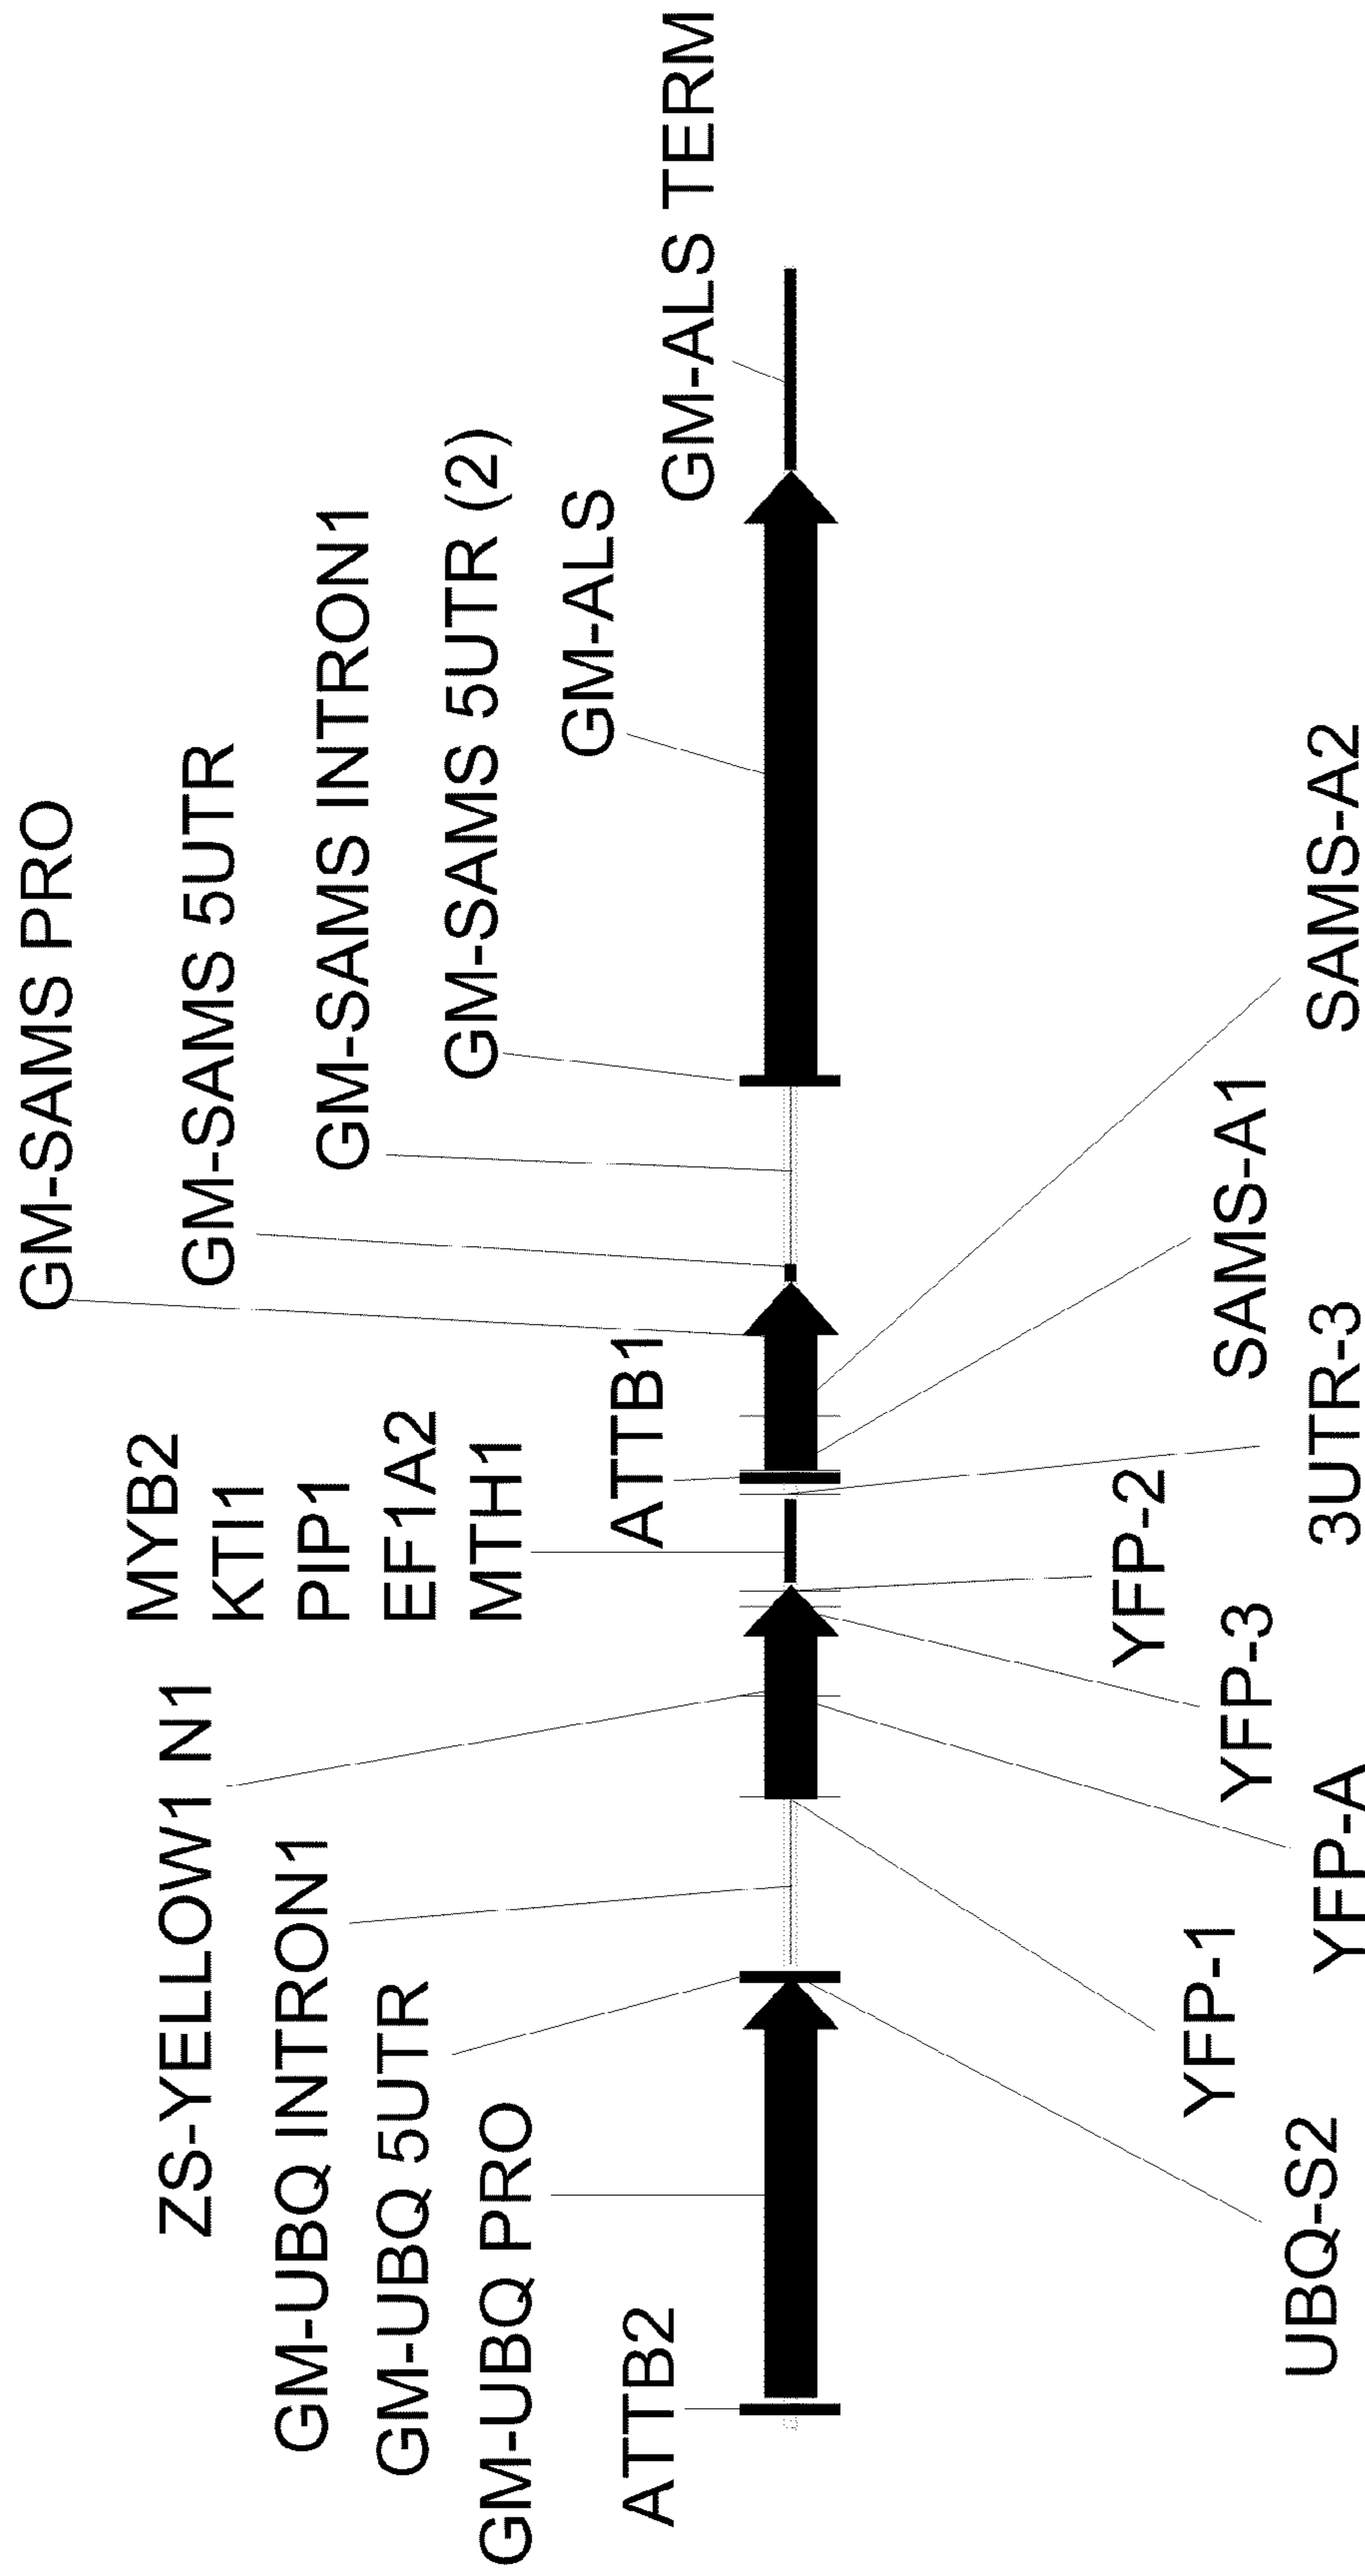 GM-SAMS PRO
MYB2
GM-SAMS 5UTR
KTI1
ZS-YELLOW1 N1
PIP1
GM-SAMS INTRON1
GM-UBQ INTRON1
EF1A2
GM-SAMS 5UTR (2)
GM-UBQ 5UTR
MTH1
GM-UBQ PRO
GM-ALS
ATTB1
ATTB2
GM-ALS TERM
YFP-2
YFP-1
YFP-3
SAMS-A1
UBQ-S2
YFP-A
3UTR-3
SAMS-A2